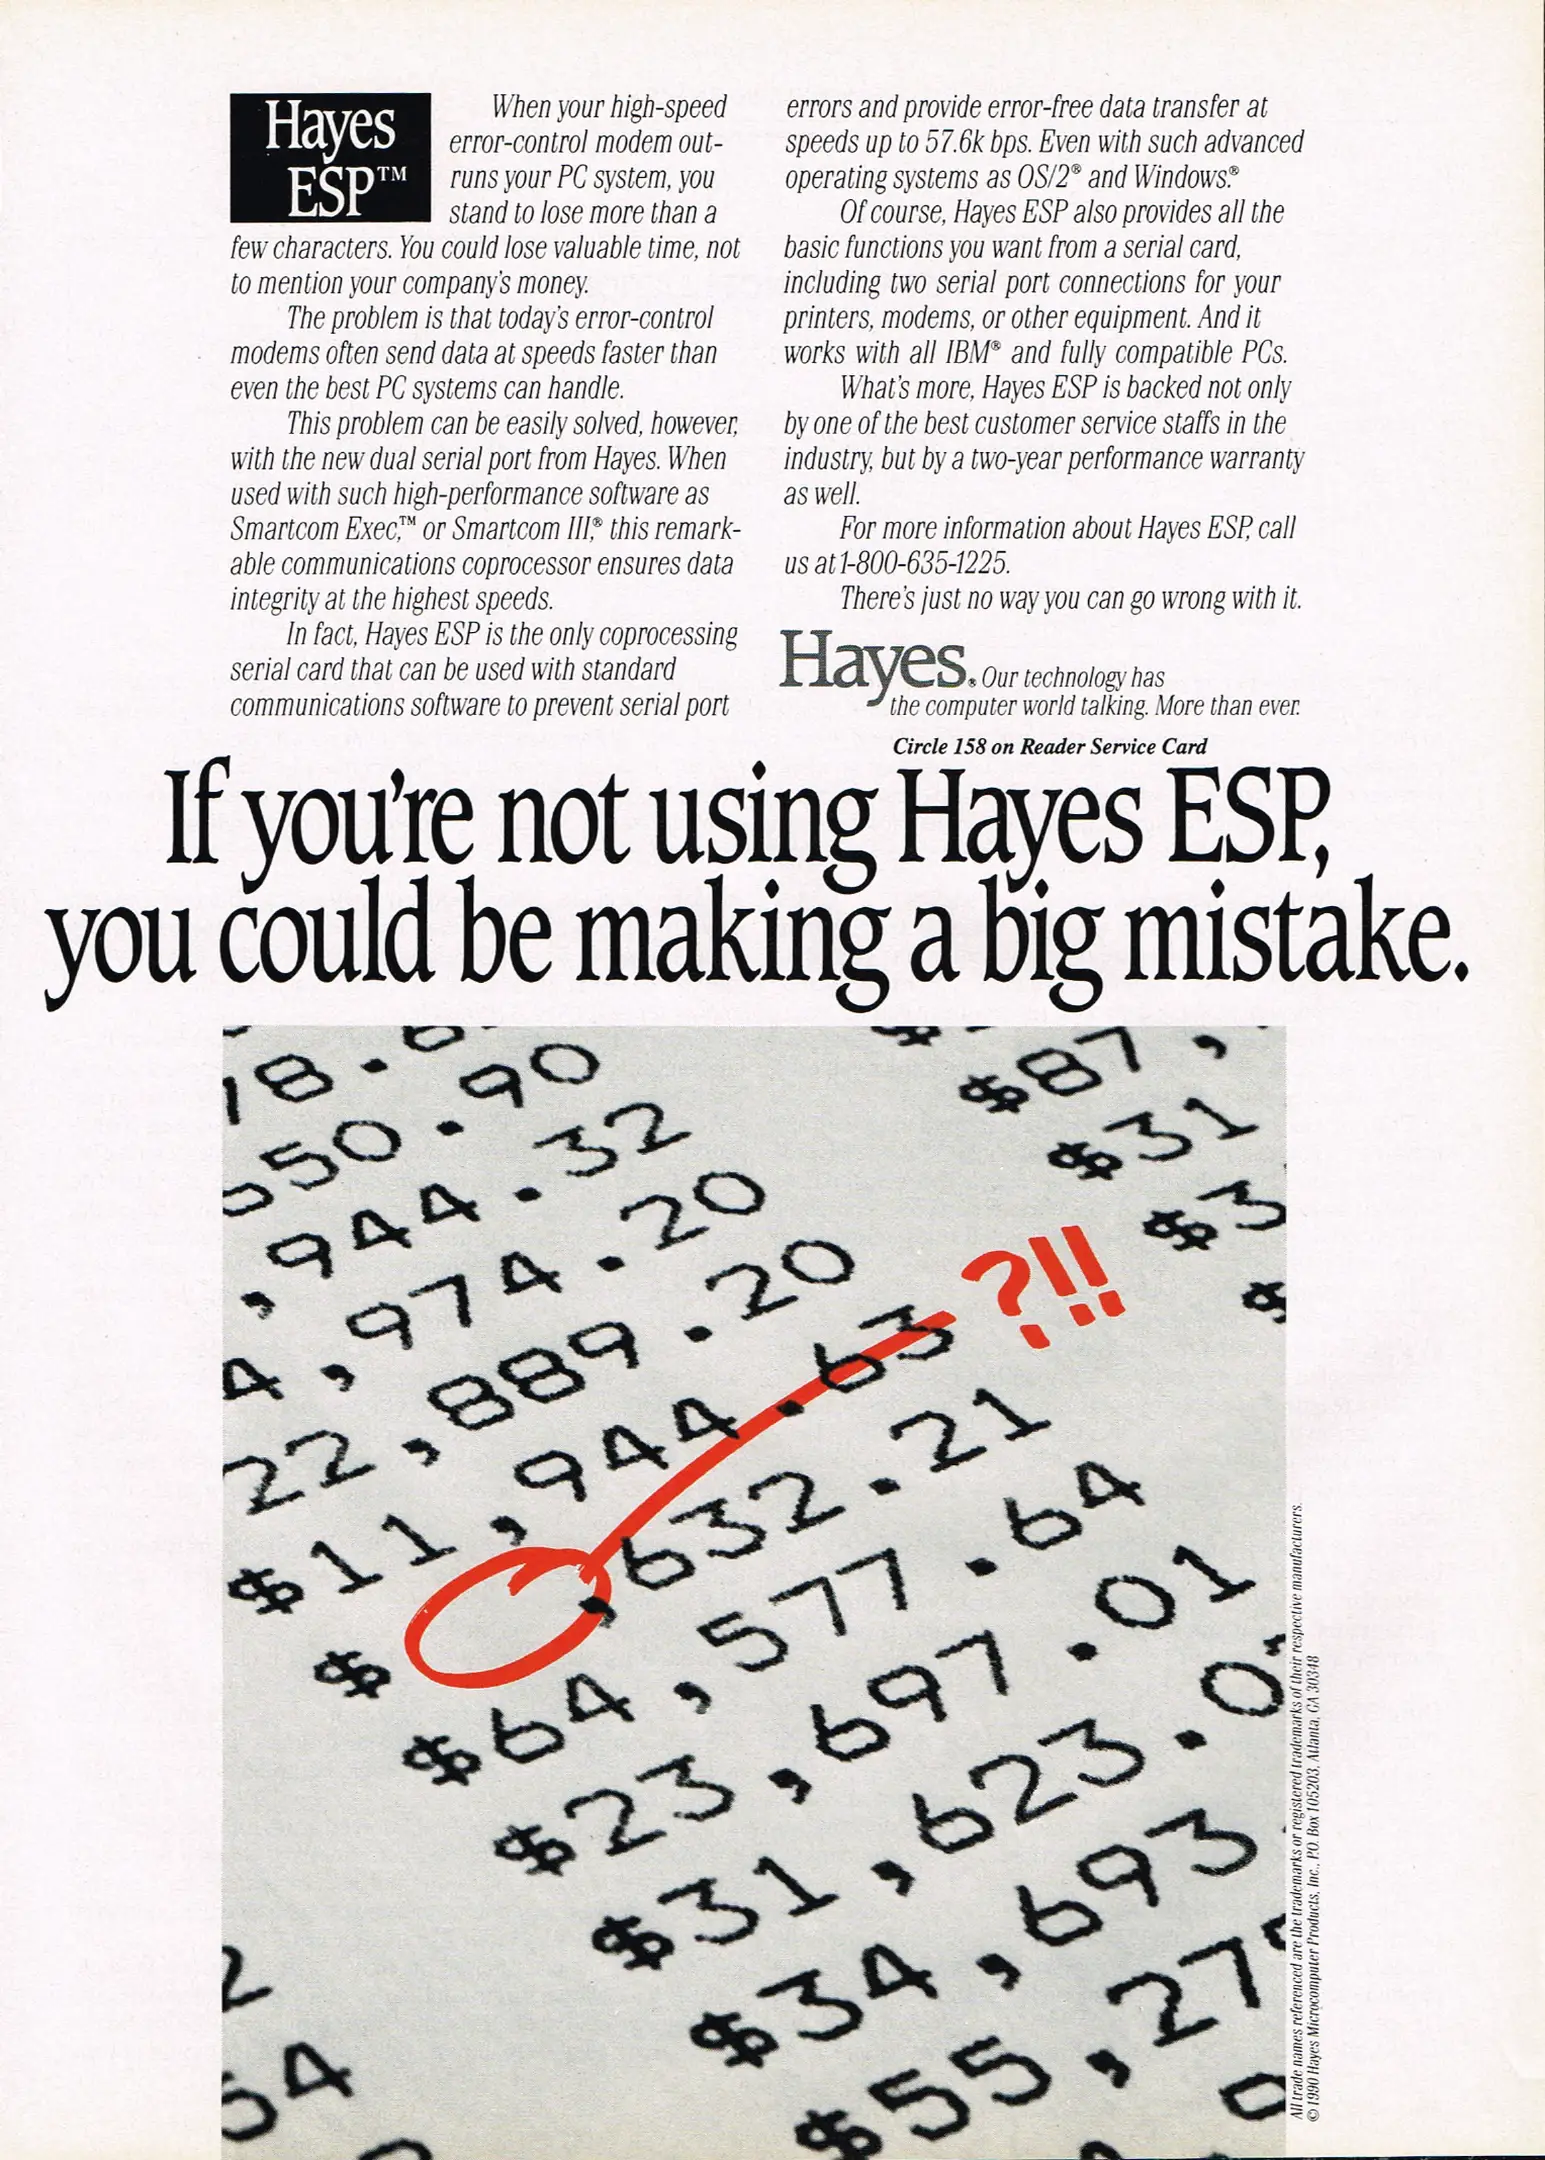 Hayes
ESP™
When your high-speed
error-control modem out-
runs your PC system, you
stand to lose more than a
few characters. You could lose valuable time, not
to mention your company's money.
The problem is that today's error-control
modems often send data at speeds faster than
even the best PC systems can handle.
This problem can be easily solved, however,
with the new dual serial port from Hayes. When
used with such high-performance software as
Smartcom Exec,™ or Smartcom III,® this remark-
able communications coprocessor ensures data
integrity at the highest speeds.
In fact, Hayes ESP is the only coprocessing
serial card that can be used with standard
communications software to prevent serial port
errors and provide error-free data transfer at
speeds up to 57.6k bps. Even with such advanced
operating systems as OS/2® and Windows.®
Of course, Hayes ESP also provides all the
basic functions you want from a serial card,
including two serial port connections for your
printers, modems, or other equipment. And it
works with all IBM® and fully compatible PCs.
What's more, Hayes ESP is backed not only
by one of the best customer service staffs in the
industry, but by a two-year performance warranty
as well.
For more information about Hayes ESP, call
us at 1-800-635-1225.
There's just no way you can go wrong with it.
Hayes.® Our technology has
the computer world talking. More than ever.
Circle 158 on Reader Service Card
If you're not using Hayes ESP,
you could be making a big mistake.
78.
50.90
,944.32
4,974.20
22,889.20
$11,944.63
$ ,632.21
$64,577.64
$23,697.01
$31,623.0
$34,693
$55,27
$87,
$31
$3
$
?!!
2
54
All trade names referenced are the trademarks or registered trademarks of their respective manufacturers.
© 1990 Hayes Microcomputer Products, Inc., P.O. Box 105203, Atlanta, GA 30348